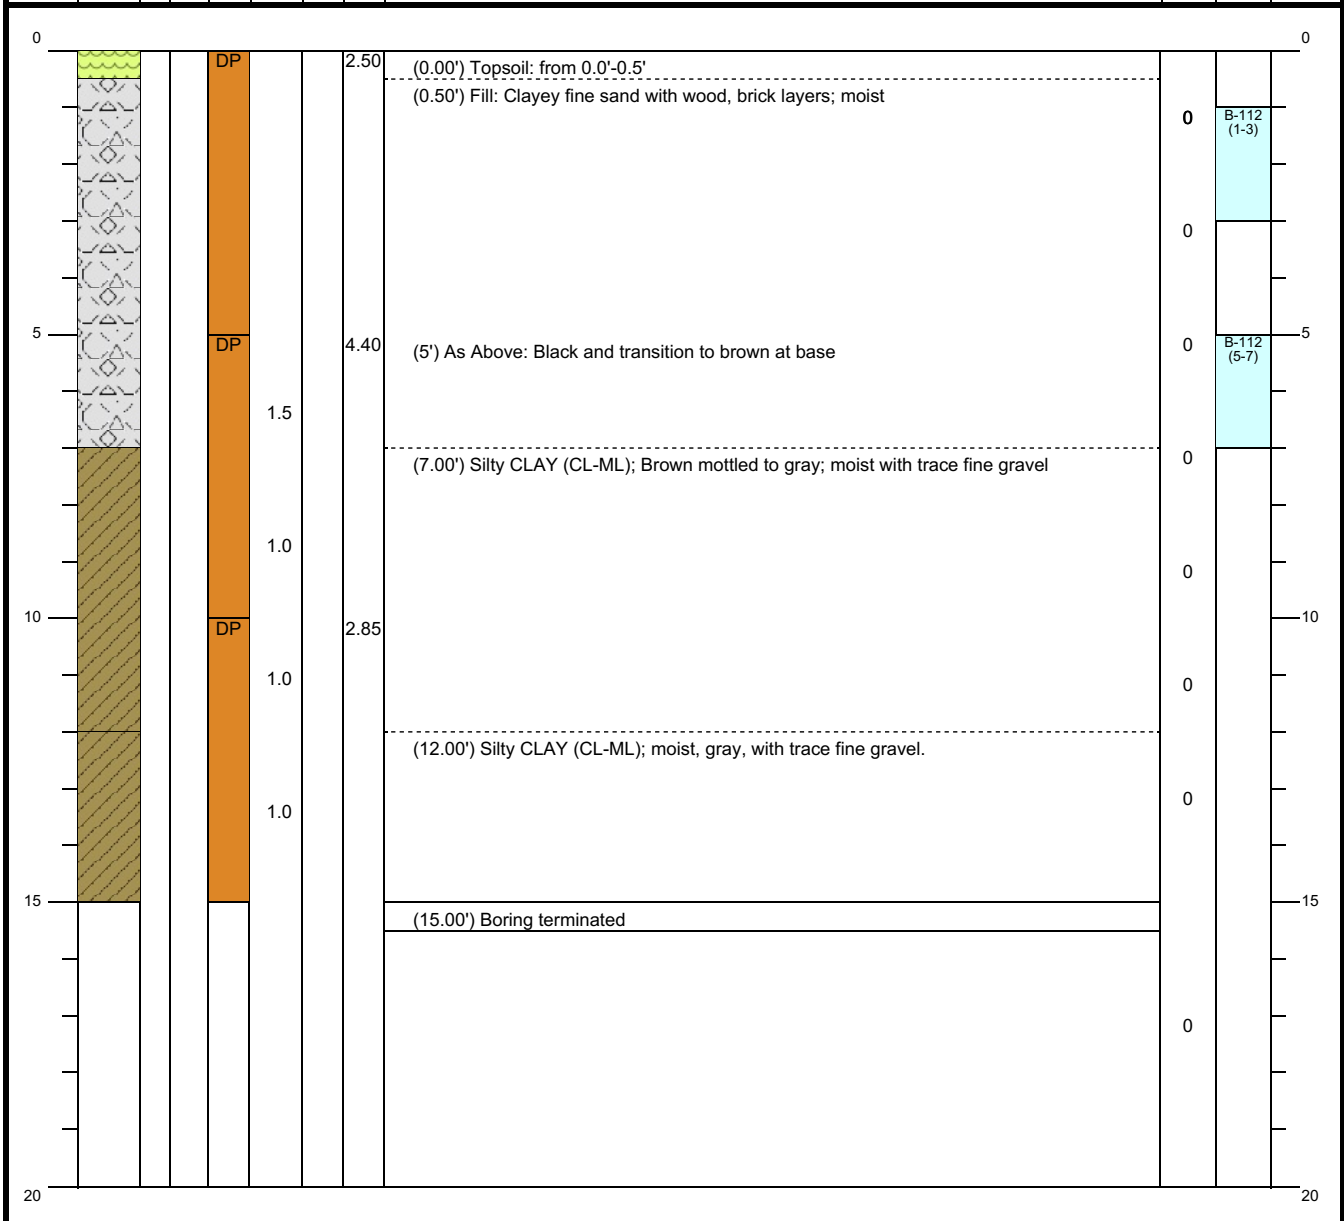 0 0
DP 2.50 (0.00') Topsoil: from 0.0'-0.5'
(0.50') Fill: Clayey fine sand with wood, brick layers; moist
0 B-112
(1-3)
0
5 DP 4.40 (5') As Above: Black and transition to brown at base 0 B-112 5
(5-7)
1.5
(7.00') Silty CLAY (CL-ML); Brown mottled to gray; moist with trace fine gravel 0
1.0
0
10 DP 2.85 10
1.0 0
(12.00') Silty CLAY (CL-ML); moist, gray, with trace fine gravel.
1.0 0
15 15
(15.00') Boring terminated
0
20 20